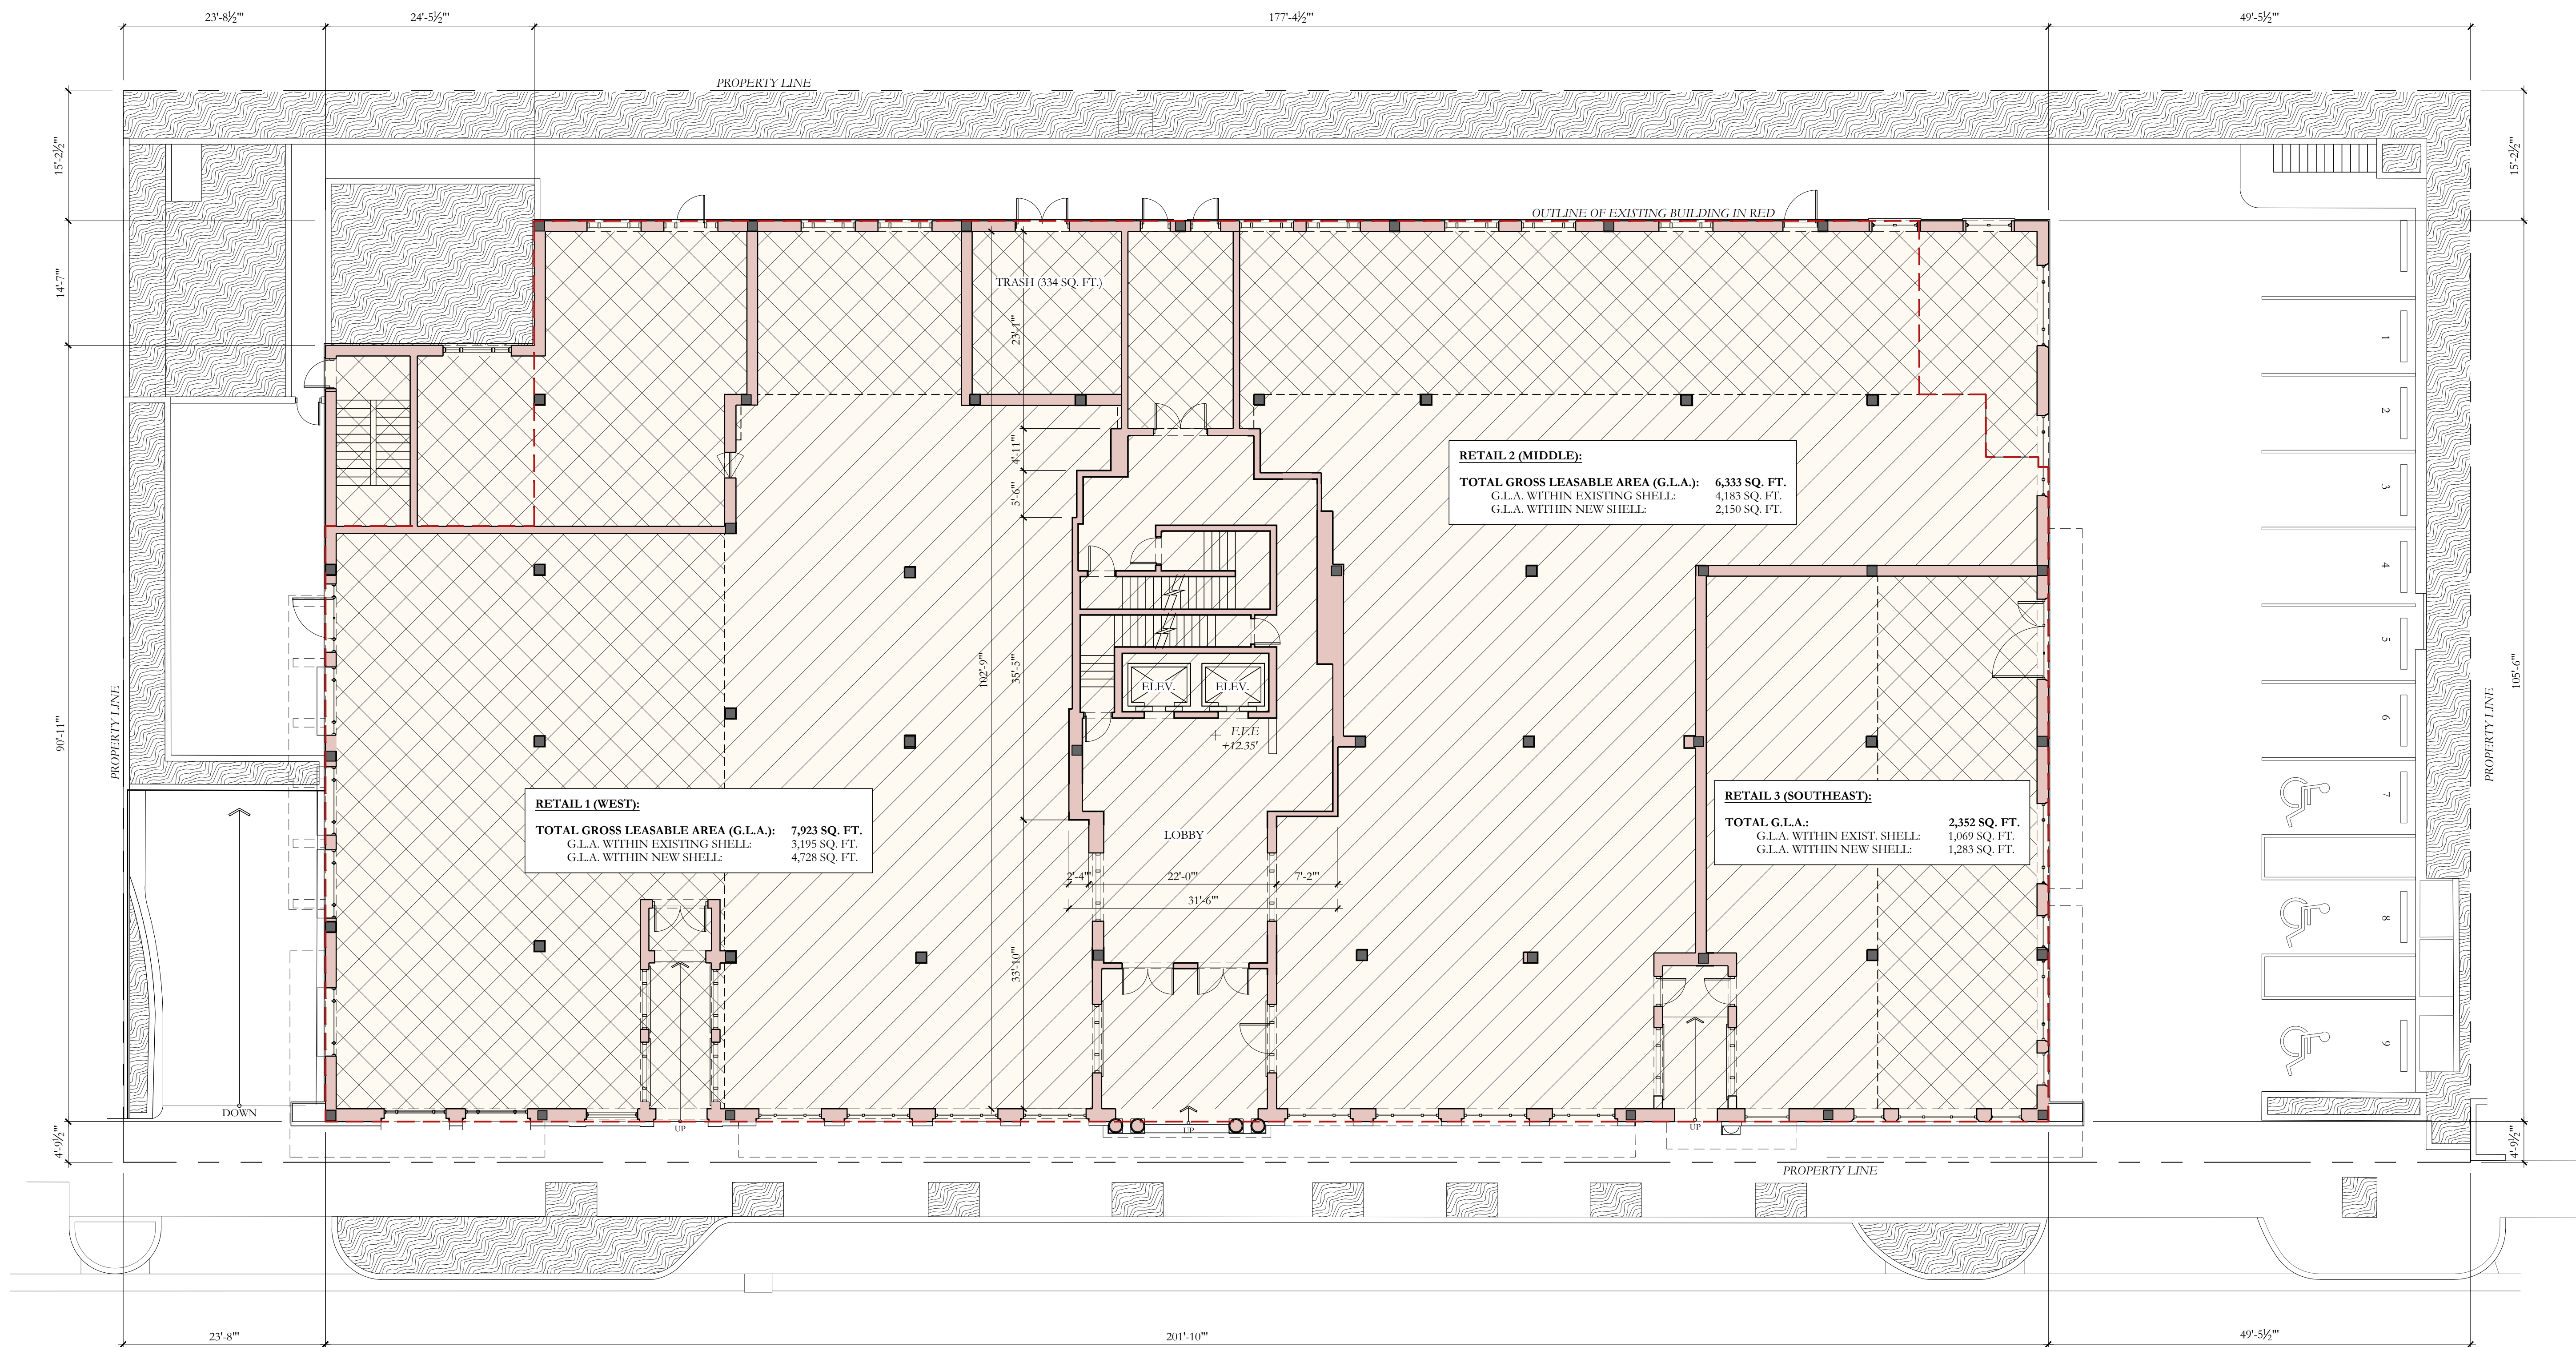 23'-8½'''
24'-5½'''
177'-4½'''
49'-5½'''
PROPERTY LINE
15'-2½'''
15'-2½'''
OUTLINE OF EXISTING BUILDING IN RED
14'-7'''
TRASH (334 SQ. FT.)
23'-1'''
1
2
3
4
5
6
7
8
9
4'-11'''
5'-6'''
RETAIL 2 (MIDDLE):
TOTAL GROSS LEASABLE AREA (G.L.A.): 6,333 SQ. FT.
G.L.A. WITHIN EXISTING SHELL: 4,183 SQ. FT.
G.L.A. WITHIN NEW SHELL: 2,150 SQ. FT.
102'-9'''
35'-5'''
105'-6'''
ELEV.
ELEV.
F.F.E
+12.35'
PROPERTY LINE
PROPERTY LINE
90'-11'''
RETAIL 1 (WEST):
TOTAL GROSS LEASABLE AREA (G.L.A.): 7,923 SQ. FT.
G.L.A. WITHIN EXISTING SHELL: 3,195 SQ. FT.
G.L.A. WITHIN NEW SHELL: 4,728 SQ. FT.
LOBBY
RETAIL 3 (SOUTHEAST):
TOTAL G.L.A.: 2,352 SQ. FT.
G.L.A. WITHIN EXIST. SHELL: 1,069 SQ. FT.
G.L.A. WITHIN NEW SHELL: 1,283 SQ. FT.
2'-4'''
22'-0'''
7'-2'''
31'-6'''
33'-10'''
DOWN
UP
UP
UP
4'-9½'''
4'-9½'''
PROPERTY LINE
23'-8'''
201'-10'''
49'-5½'''